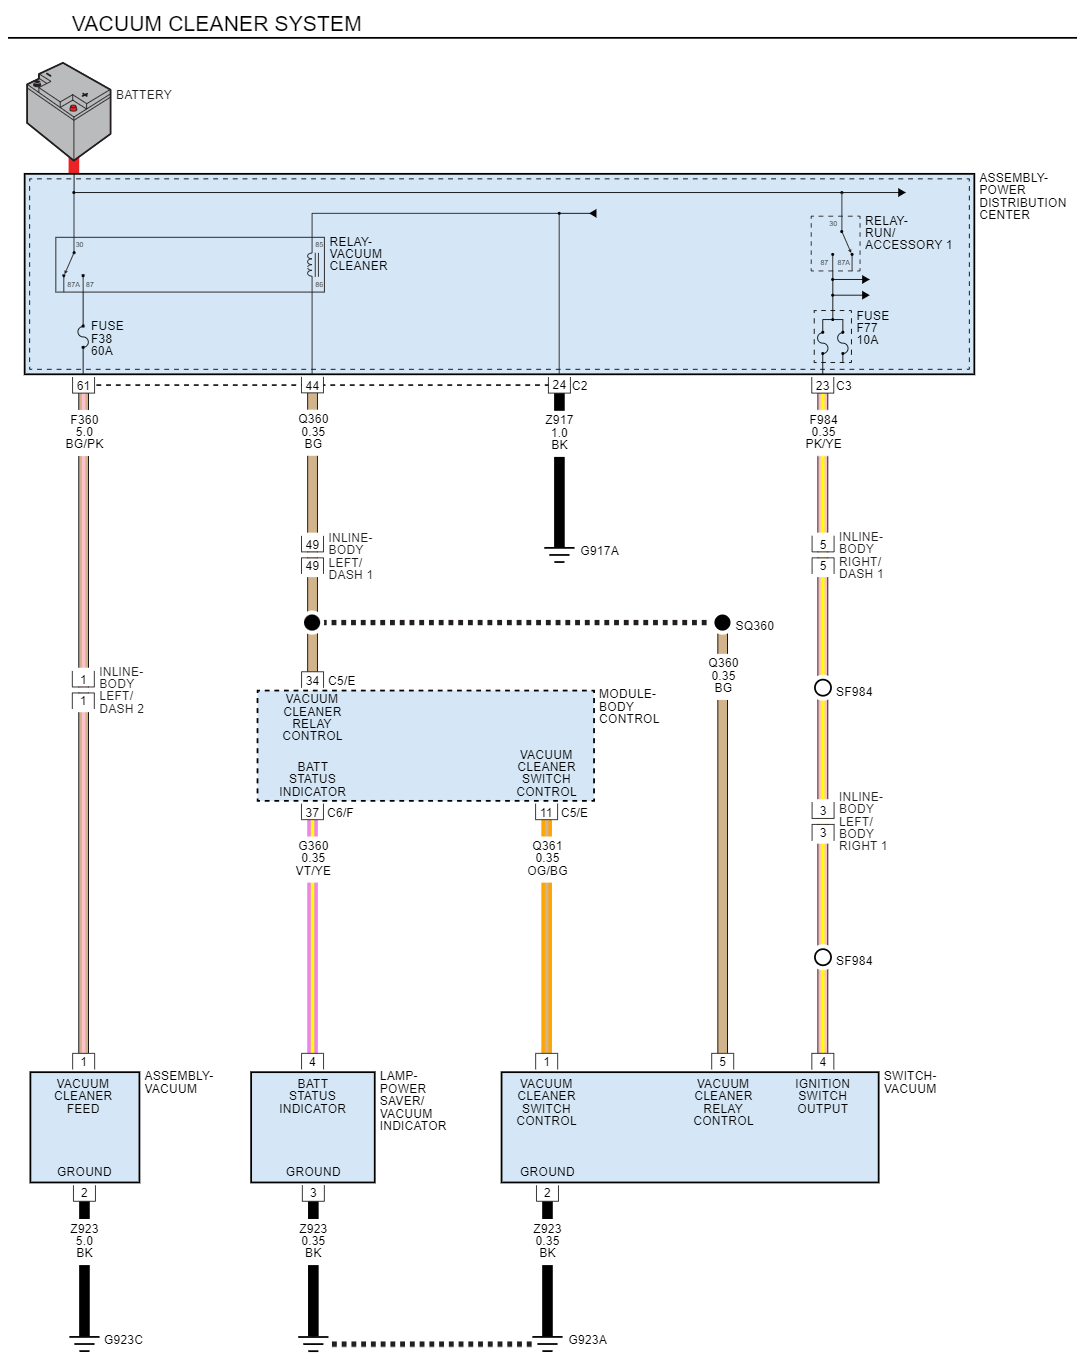 VACUUM CLEANER SYSTEM
BATTERY
ASSEMBLY-
POWER
DISTRIBUTION
CENTER
30
85
RELAY-
VACUUM
CLEANER
87A
87
86
30
RELAY-
RUN/
ACCESSORY 1
87
87A
FUSE
F38
60A
FUSE
F77
10A
61
44
24
C2
23
C3
F360
5.0
BG/PK
Q360
0.35
BG
Z917
1.0
BK
F984
0.35
PK/YE
49
49
INLINE-
BODY
LEFT/
DASH 1
G917A
5
5
INLINE-
BODY
RIGHT/
DASH 1
SQ360
Q360
0.35
BG
1
1
INLINE-
BODY
LEFT/
DASH 2
34
C5/E
SF984
VACUUM
CLEANER
RELAY
CONTROL
MODULE-
BODY
CONTROL
BATT
STATUS
INDICATOR
VACUUM
CLEANER
SWITCH
CONTROL
37
C6/F
11
C5/E
3
3
INLINE-
BODY
LEFT/
BODY
RIGHT 1
G360
0.35
VT/YE
Q361
0.35
OG/BG
SF984
1
4
1
5
4
VACUUM
CLEANER
FEED
ASSEMBLY-
VACUUM
BATT
STATUS
INDICATOR
LAMP-
POWER
SAVER/
VACUUM
INDICATOR
VACUUM
CLEANER
SWITCH
CONTROL
VACUUM
CLEANER
RELAY
CONTROL
IGNITION
SWITCH
OUTPUT
SWITCH-
VACUUM
GROUND
GROUND
GROUND
2
3
2
Z923
5.0
BK
Z923
0.35
BK
Z923
0.35
BK
G923C
G923A